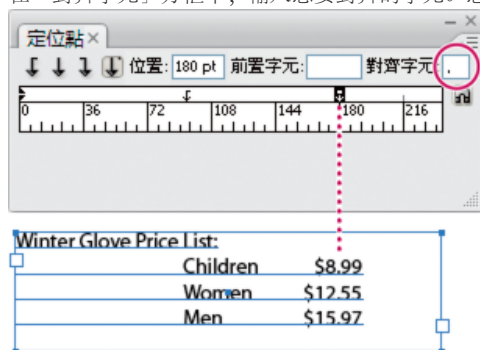 定位點×
位置: 180 pt 前置字元: 對齊字元: .
0 36 72 108 144 180 216
Winter Glove Price List:
Children $8.99
Women $12.55
Men $15.97